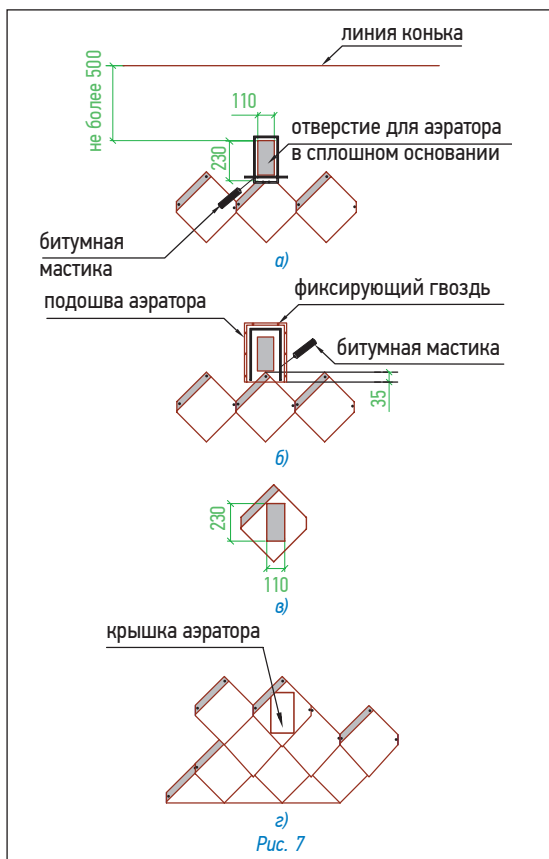 линия конька
не более 500
110
отверстие для аэратора
в сплошном основании
230
битумная
мастика
а)
подошва аэратора
фиксирующий гвоздь
битумная мастика
35
б)
230
110
в)
крышка аэратора
г)
Рис. 7